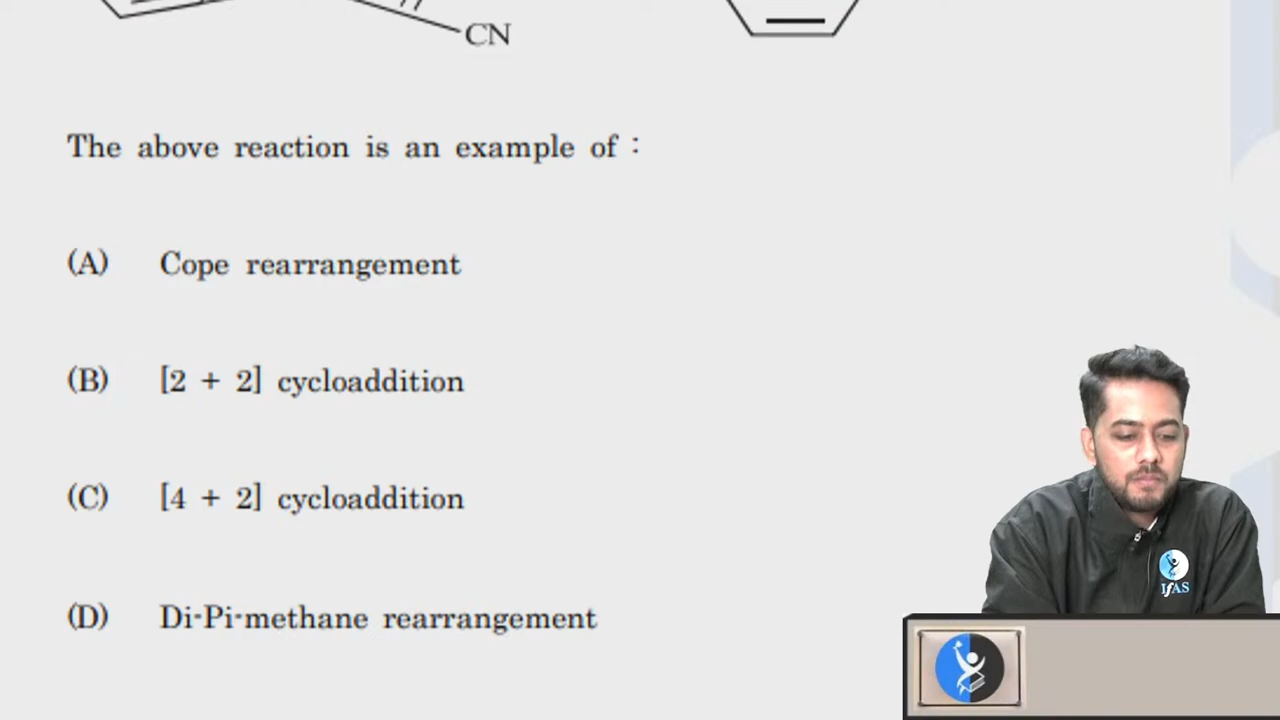 CN
The above reaction is an example of :
(A) Cope rearrangement
(B) [2 + 2] cycloaddition
(C) [4 + 2] cycloaddition
(D) Di-Pi-methane rearrangement
IfAS